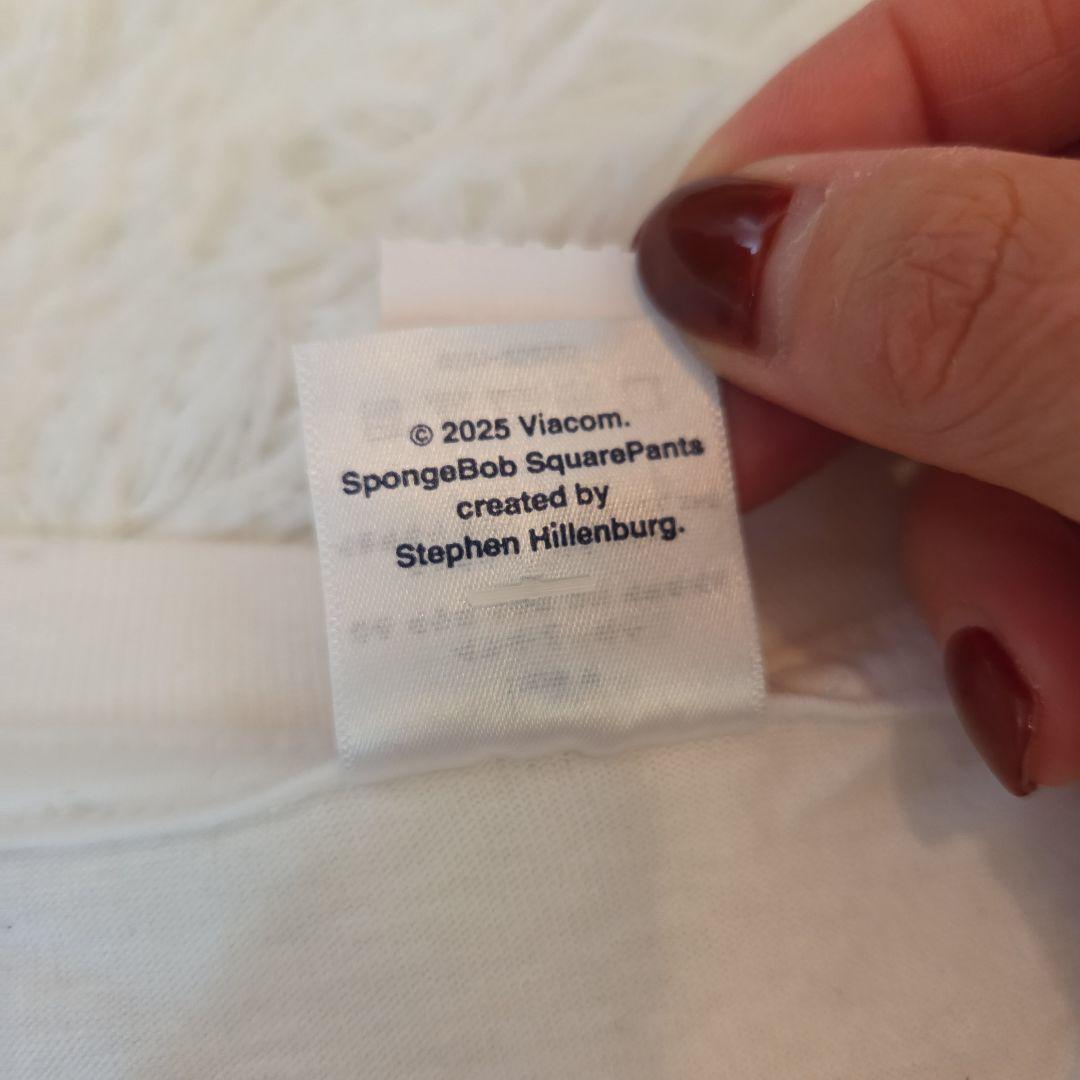 © 2025 Viacom.
SpongeBob SquarePants
created by
Stephen Hillenburg.